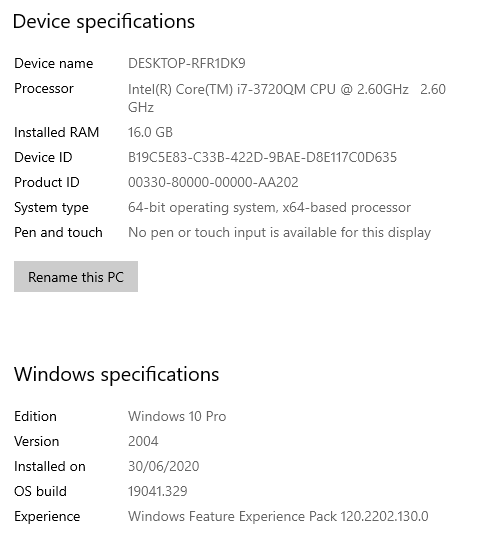 Device specifications
Device name DESKTOP-RFR1DK9
Processor Intel(R) Core(TM) i7-3720QM CPU @ 2.60GHz 2.60
GHz
Installed RAM 16.0 GB
Device ID B19C5E83-C33B-422D-9BAE-D8E117C0D635
Product ID 00330-80000-00000-AA202
System type 64-bit operating system, x64-based processor
Pen and touch No pen or touch input is available for this display
Rename this PC
Windows specifications
Edition Windows 10 Pro
Version 2004
Installed on 30/06/2020
OS build 19041.329
Experience Windows Feature Experience Pack 120.2202.130.0